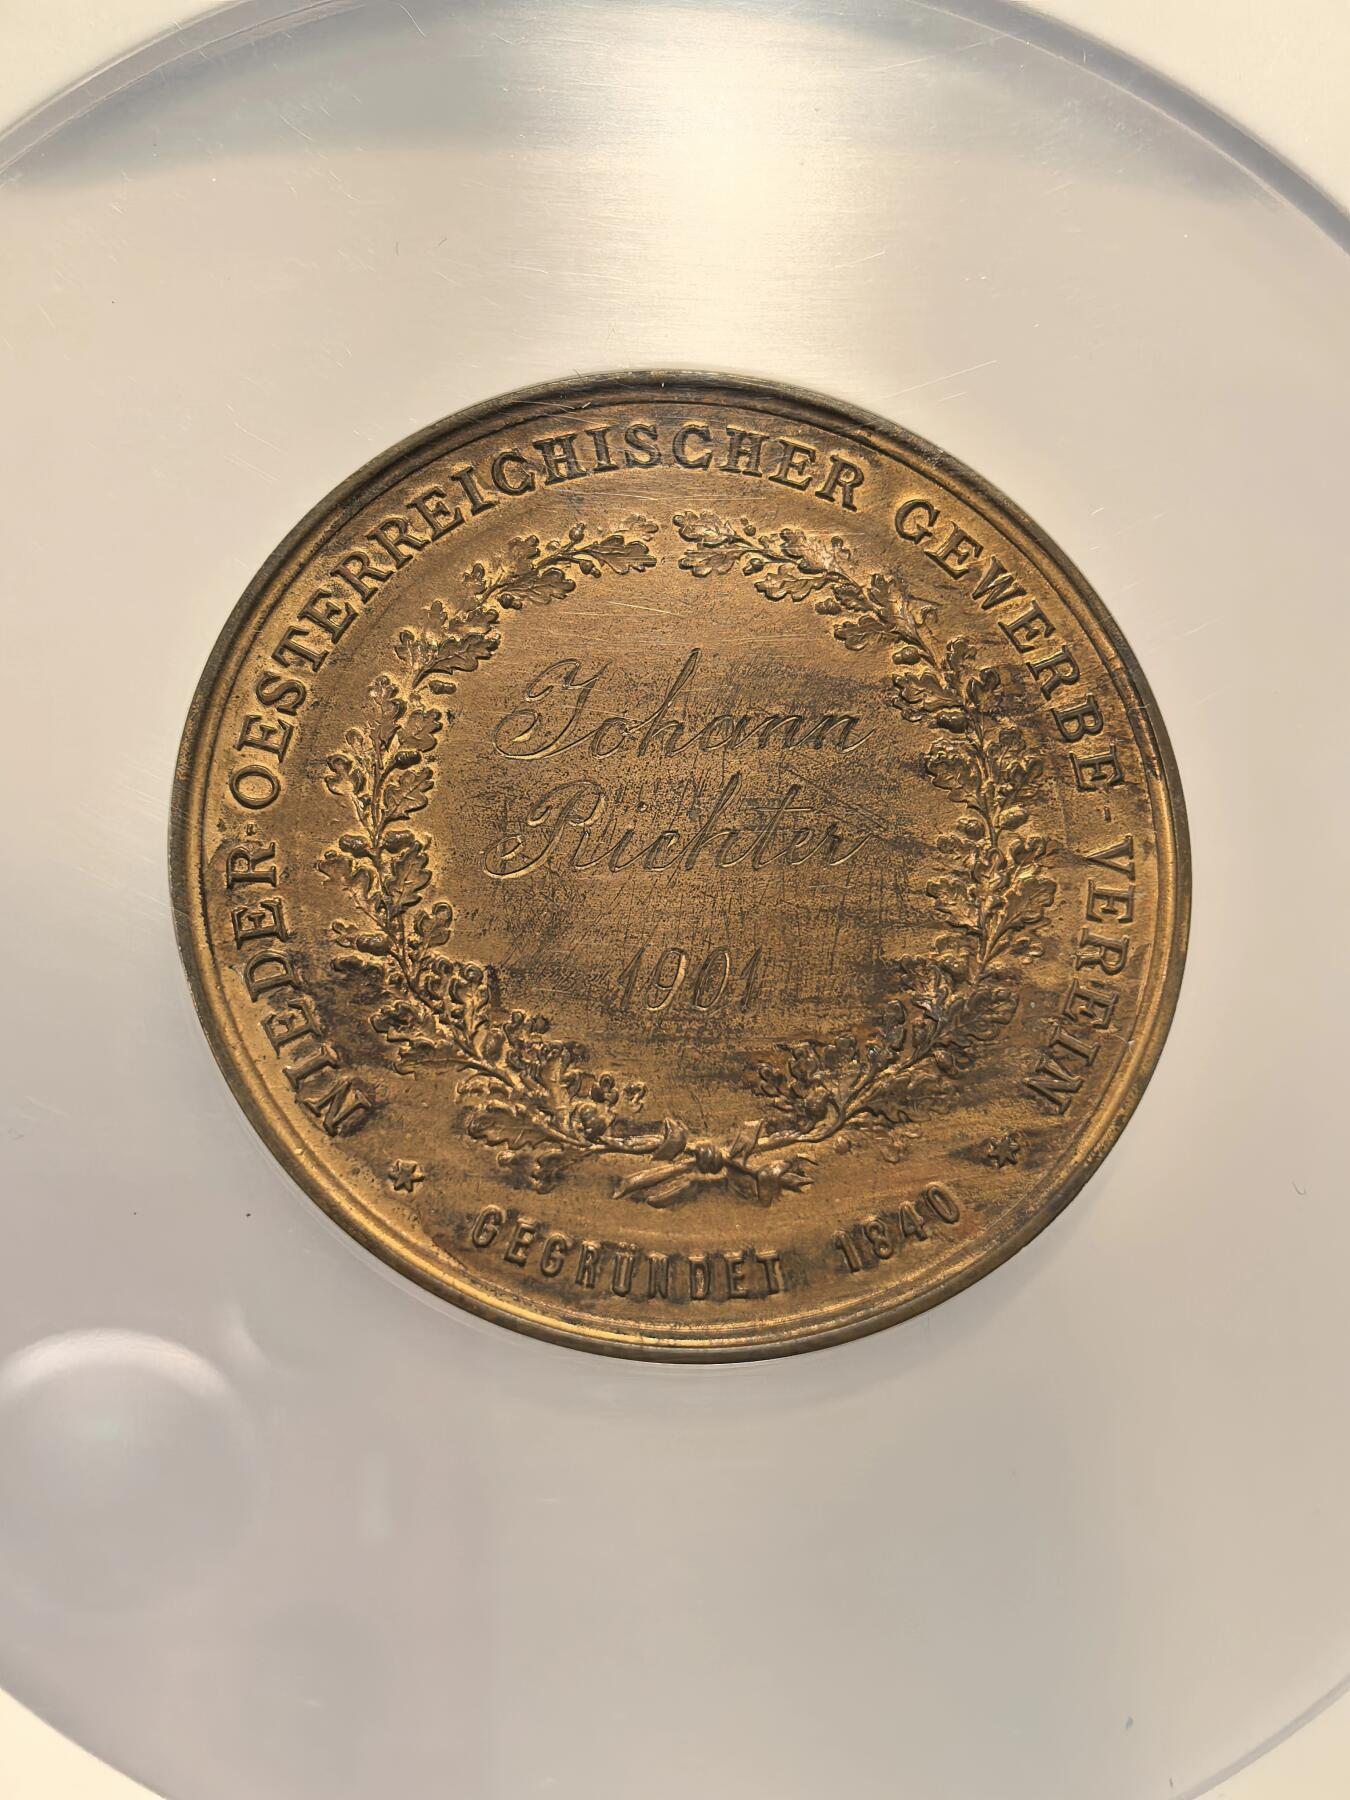 NIEDER-OESTERREICHISCHER GEWERBE-VEREIN
Johann
Richter
1901
* GEGRÜNDET 1840 *